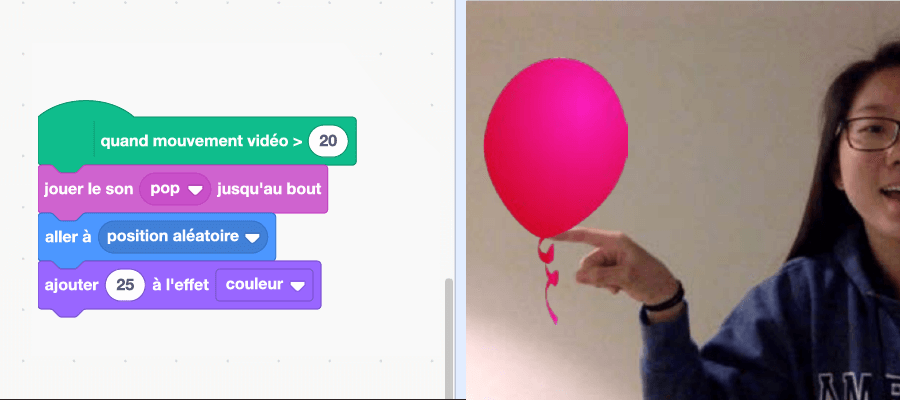 quand mouvement vidéo > 20
jouer le son pop jusqu'au bout
aller à position aléatoire
ajouter 25 à l'effet couleur